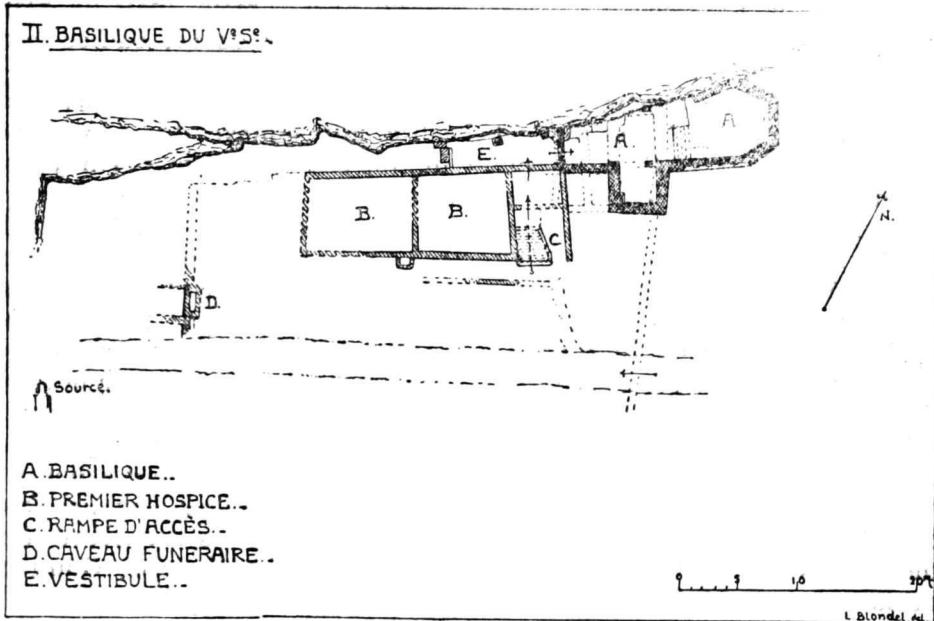 II. BASILIQUE DU Vᵉ Sᵉ.
A
A
E.
B.
B.
C
N.
D.
Source.
A. BASILIQUE..
B. PREMIER HOSPICE..
C. RAMPE D'ACCÈS..
D. CAVEAU FUNERAIRE..
E. VESTIBULE..
0 5 10 20
L Blondel del